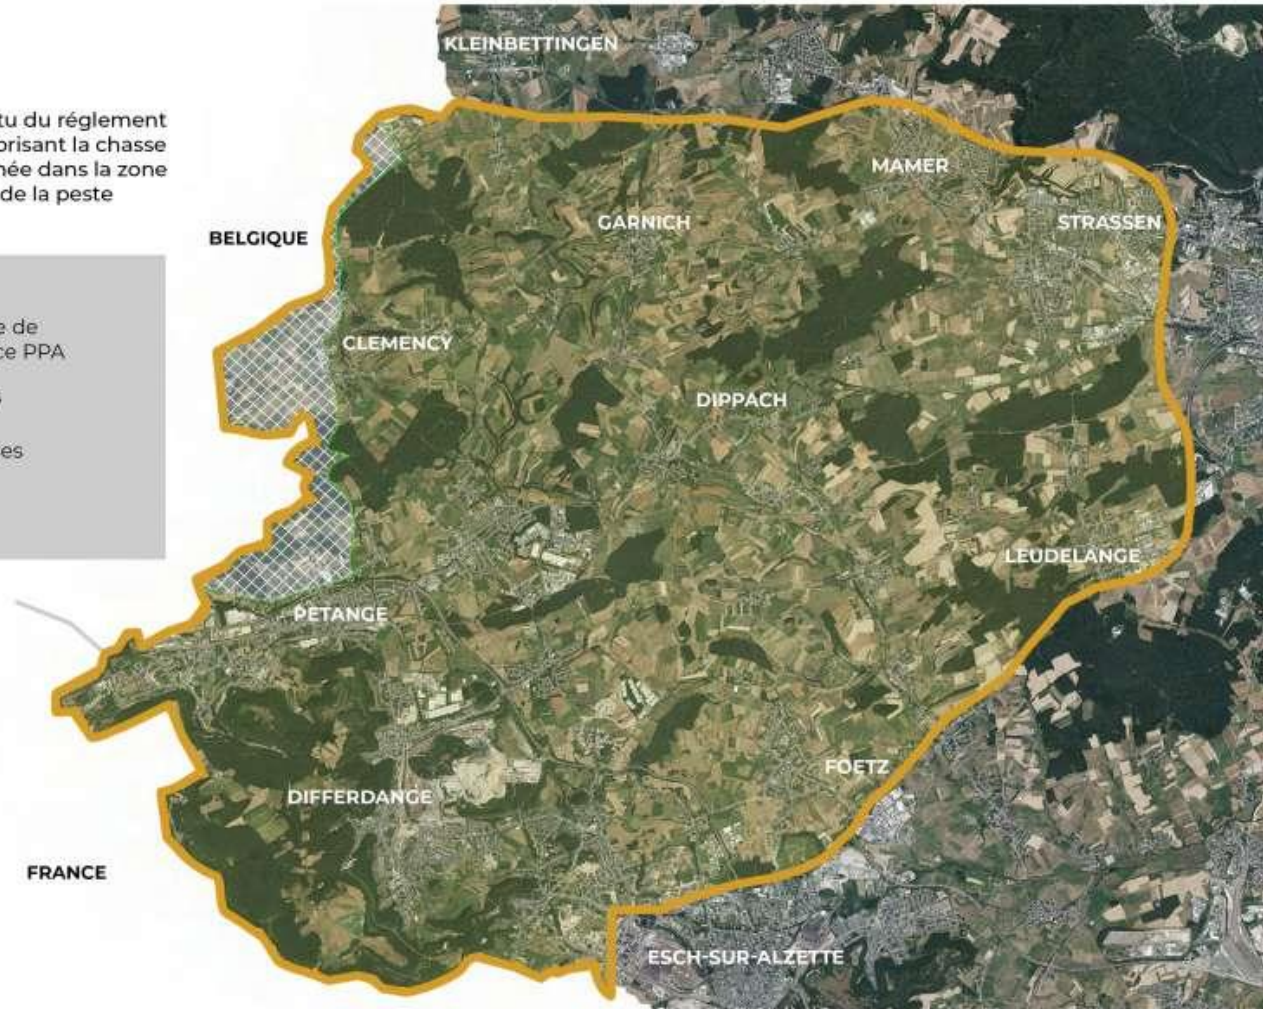 KLEINBETTINGEN
tu du réglement
orisant la chasse
née dans la zone
de la peste
MAMER
GARNICH
STRASSEN
BELGIQUE
e de
ce PPA
CLEMENCY
DIPPACH
es
LEUDELANGE
PETANGE
FOETZ
DIFFERDANGE
FRANCE
ESCH-SUR-ALZETTE